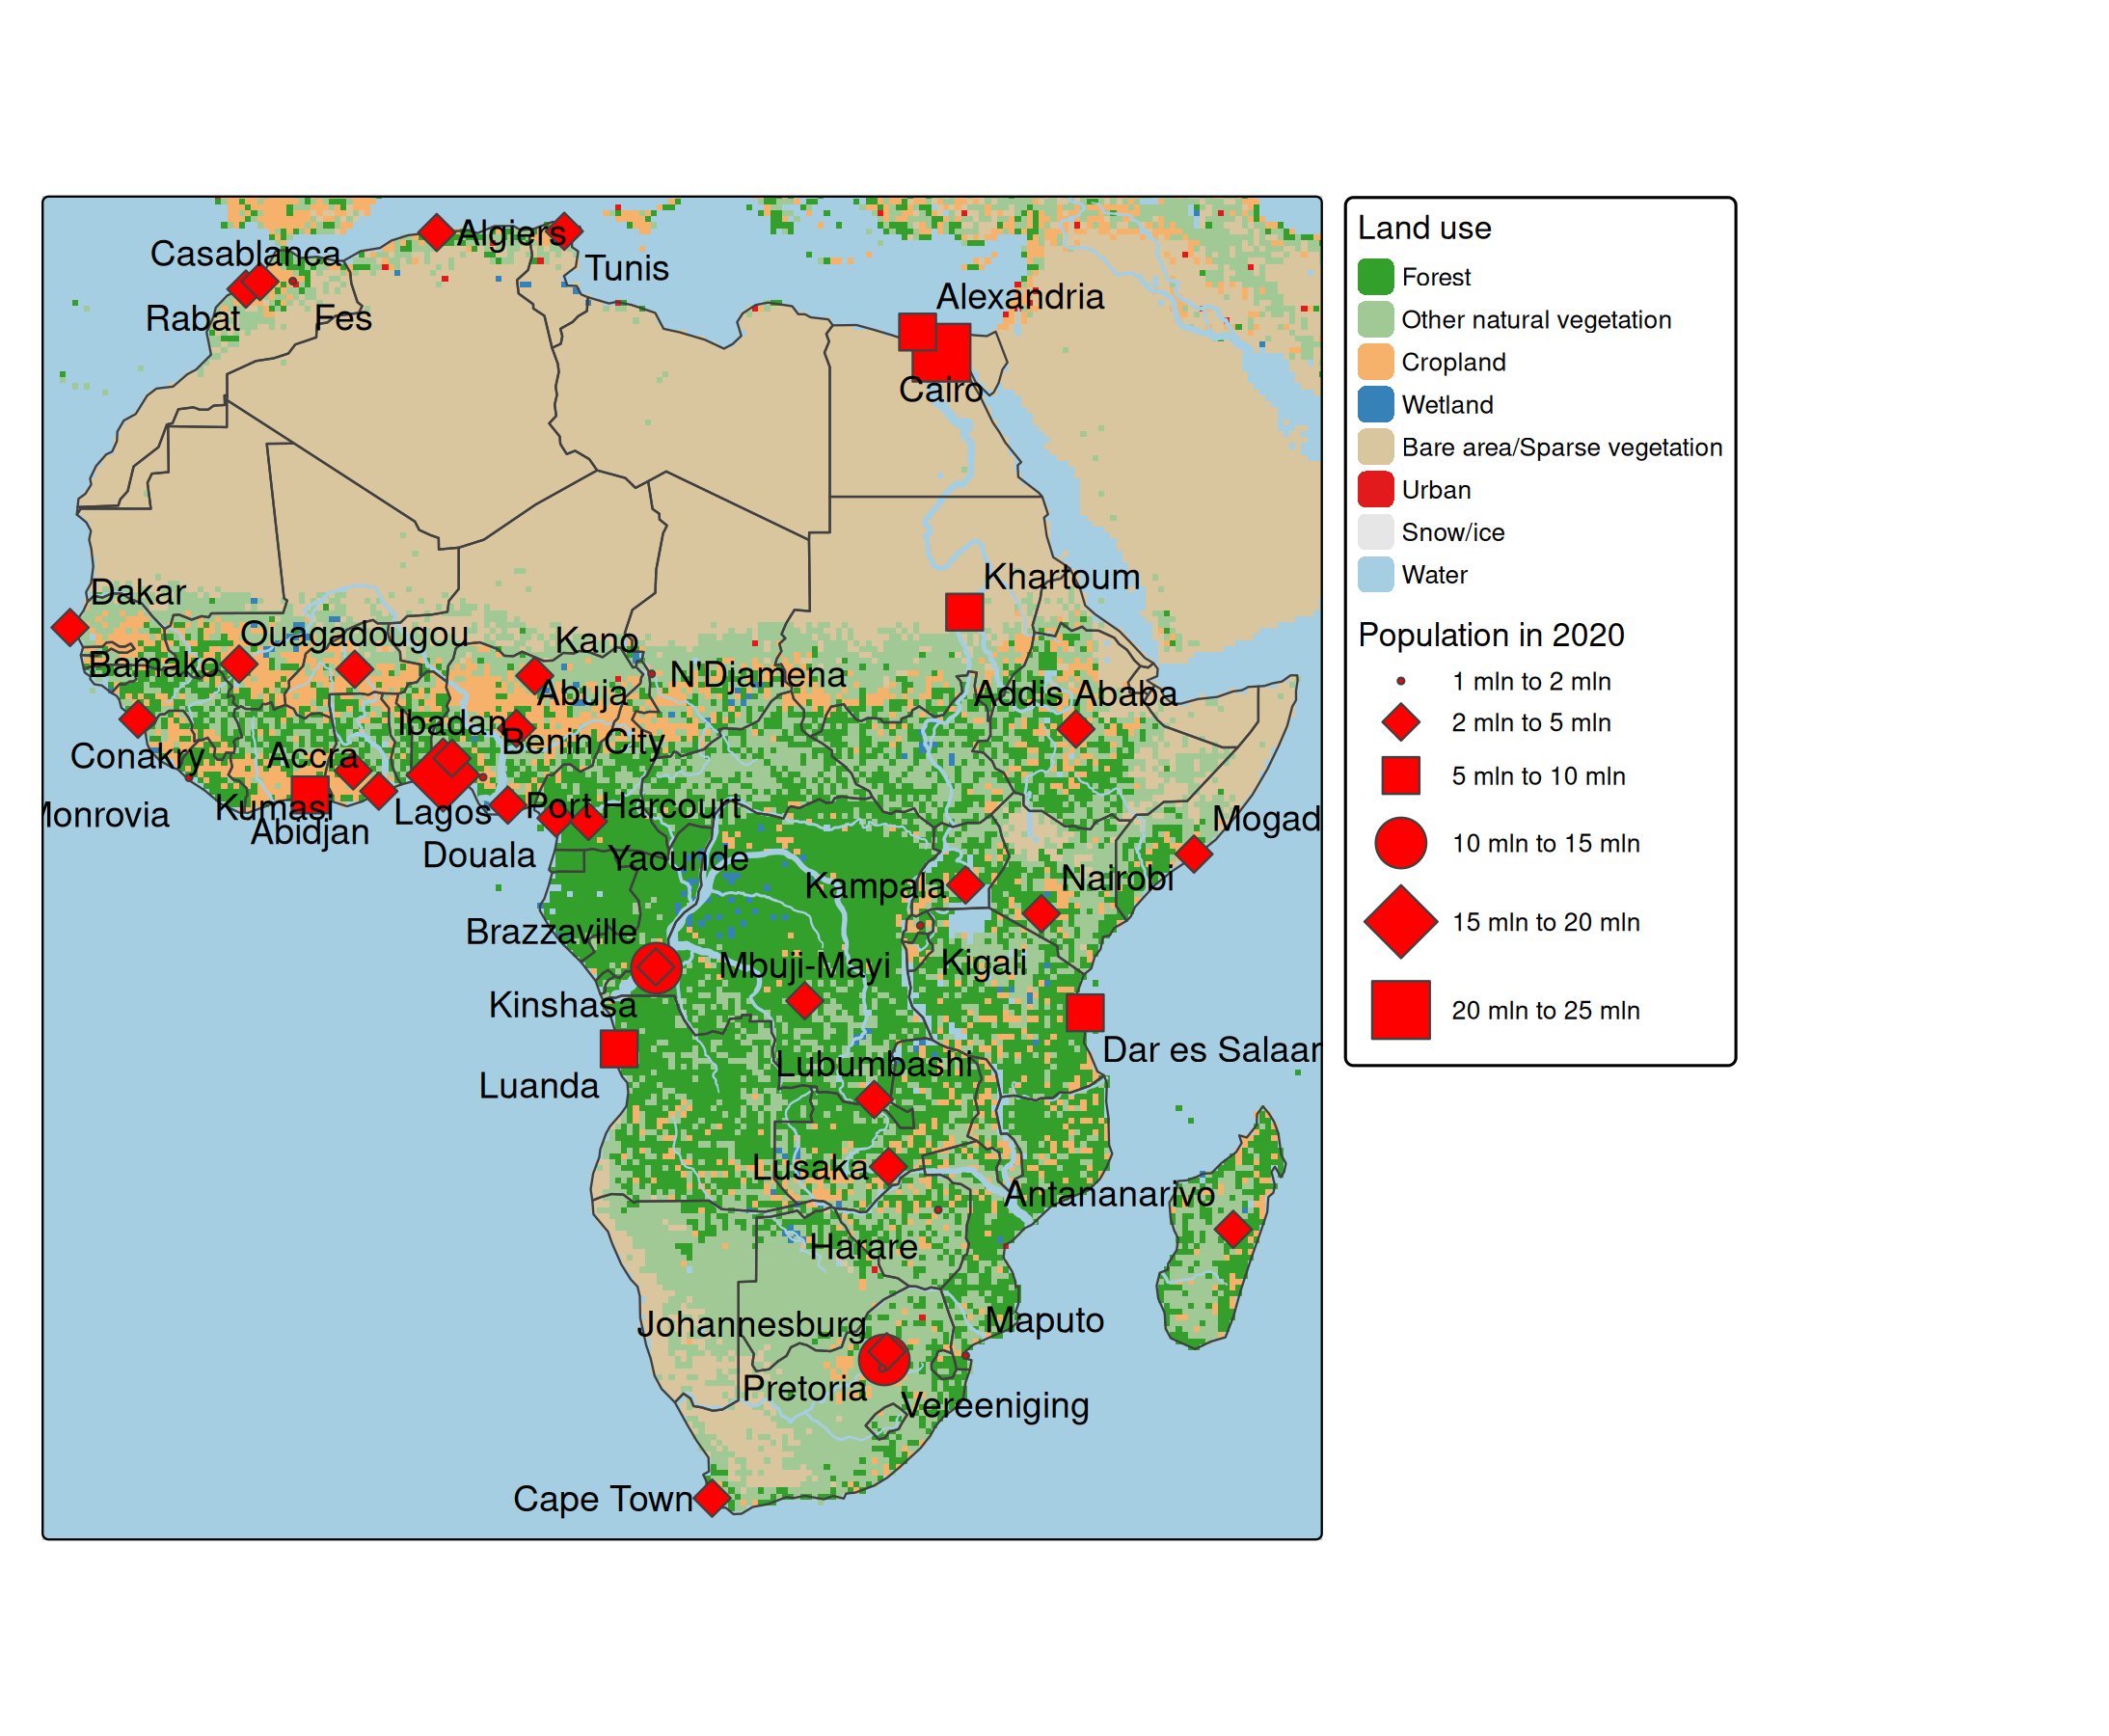 Algiers
Casablanca
Tunis
Alexandria
Rabat
Fes
Cairo
Khartoum
Dakar
Ouagadougou
Kano
Bamako
N'Djamena
Abuja
Addis Ababa
Ibadan
Benin City
Conakry
Accra
Port Harcourt
Kumasi
Lagos
Monrovia
Mogad
Abidjan
Douala
Yaounde
Nairobi
Kampala
Brazzaville
Kigali
Mbuji-Mayi
Kinshasa
Dar es Salaar
Lubumbashi
Luanda
Lusaka
Antananarivo
Harare
Maputo
Johannesburg
Pretoria
Vereeniging
Cape Town
Land use
Forest
Other natural vegetation
Cropland
Wetland
Bare area/Sparse vegetation
Urban
Snow/ice
Water
Population in 2020
1 mln to 2 mln
2 mln to 5 mln
5 mln to 10 mln
10 mln to 15 mln
15 mln to 20 mln
20 mln to 25 mln